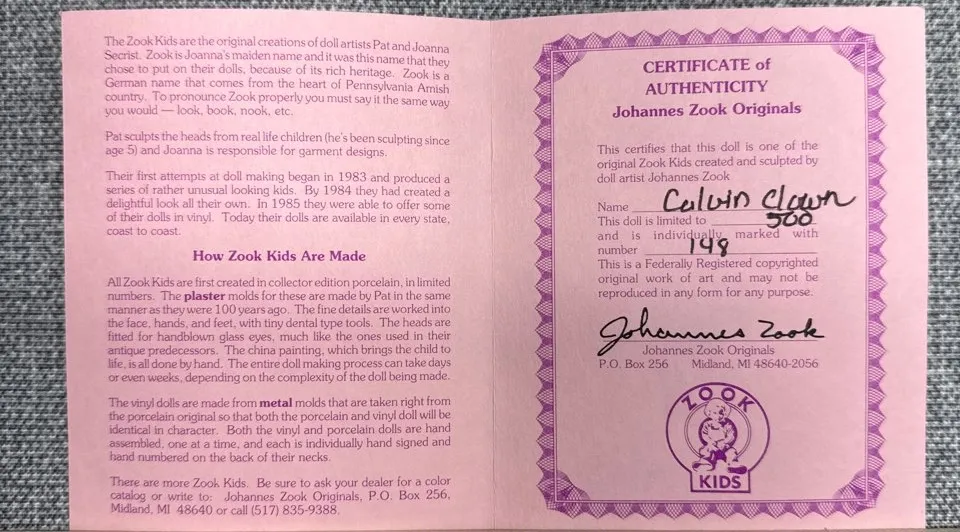 The Zook Kids are the original creations of doll artists Pat and Joanna
Secrist. Zook is Joanna's maiden name and it was this name that they
chose to put on their dolls, because of its rich heritage. Zook is a
German name that comes from the heart of Pennsylvania Amish
country. To pronounce Zook properly you must say it the same way
you would — look, book, nook, etc.
Pat sculpts the heads from real life children (he's been sculpting since
age 5) and Joanna is responsible for garment designs.
Their first attempts at doll making began in 1983 and produced a
series of rather unusual looking kids. By 1984 they had created a
delightful look all their own. In 1985 they were able to offer some
of their dolls in vinyl. Today their dolls are available in every state,
coast to coast.
How Zook Kids Are Made
All Zook Kids are first created in collector edition porcelain, in limited
numbers. The plaster molds for these are made by Pat in the same
manner as they were 100 years ago. The fine details are worked into
the face, hands, and feet, with tiny dental type tools. The heads are
fitted for handblown glass eyes, much like the ones used in their
antique predecessors. The china painting, which brings the child to
life, is all done by hand. The entire doll making process can take days
or even weeks, depending on the complexity of the doll being made.
The vinyl dolls are made from metal molds that are taken right from
the porcelain original so that both the porcelain and vinyl doll will be
identical in character. Both the vinyl and porcelain dolls are hand
assembled, one at a time, and each is individually hand signed and
hand numbered on the back of their necks.
There are more Zook Kids. Be sure to ask your dealer for a color
catalog or write to: Johannes Zook Originals, P.O. Box 256,
Midland, MI 48640 or call (517) 835-9388.
CERTIFICATE of
AUTHENTICITY
Johannes Zook Originals
This certifies that this doll is one of the
original Zook Kids created and sculpted by
doll artist Johannes Zook
Name Calvin Clown
This doll is limited to 500
and is individually marked with
number 148
This is a Federally Registered copyrighted
original work of art and may not be
reproduced in any form for any purpose.
Johannes Zook
Johannes Zook Originals
P.O. Box 256 Midland, MI 48640-2056
ZOOK
KIDS